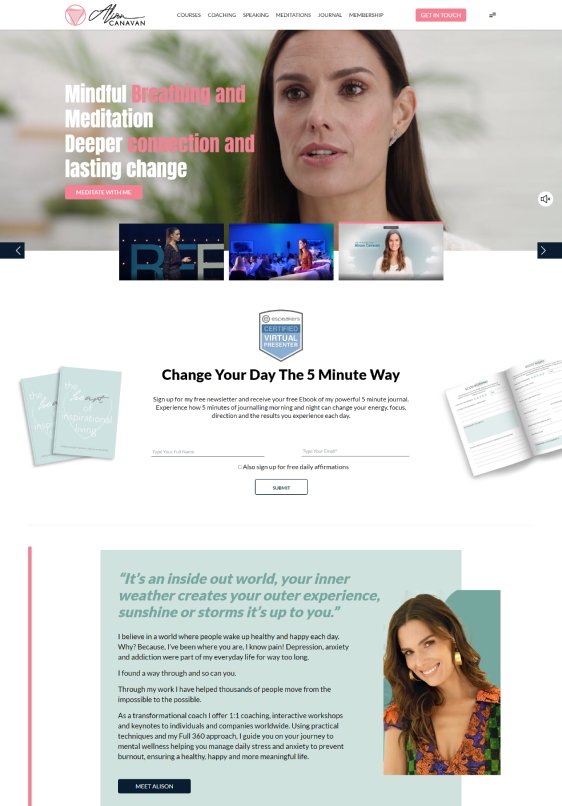 Alison
CANAVAN
COURSES COACHING SPEAKING MEDITATIONS JOURNAL MEMBERSHIP
GET IN TOUCH
Mindful Breathing and
Meditation
Deeper connection and
lasting change
MEDITATE WITH ME
Alison Canavan
espeakers
CERTIFIED
VIRTUAL
PRESENTER
Change Your Day The 5 Minute Way
the
heart
of
inspirational
living
Sign up for my free newsletter and receive your free Ebook of my powerful 5 minute journal.
Experience how 5 minutes of journalling morning and night can change your energy, focus,
direction and the results you experience each day.
GOOD MORNING
GOOD NIGHT
Type Your Full Name
Type Your Email*
Also sign up for free daily affirmations
SUBMIT
“It’s an inside out world, your inner
weather creates your outer experience,
sunshine or storms it’s up to you.”
I believe in a world where people wake up healthy and happy each day.
Why? Because, I’ve been where you are, I know pain! Depression, anxiety
and addiction were part of my everyday life for way too long.
I found a way through and so can you.
Through my work I have helped thousands of people move from the
impossible to the possible.
As a transformational coach I offer 1:1 coaching, interactive workshops
and keynotes to individuals and companies worldwide. Using practical
techniques and my Full 360 approach, I guide you on your journey to
mental wellness helping you manage daily stress and anxiety to prevent
burnout, ensuring a healthy, happy and more meaningful life.
MEET ALISON